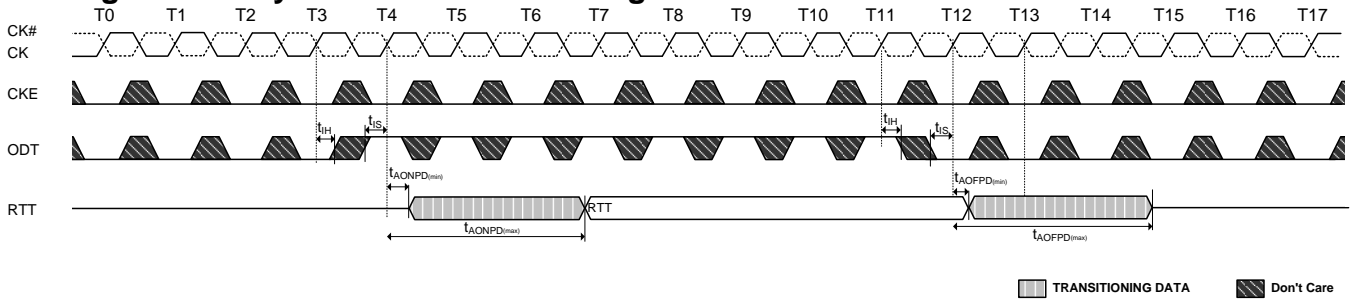 T0 T1 T2 T3 T4 T5 T6 T7 T8 T9 T10 T11 T12 T13 T14 T15 T16 T17
CK#
CK
CKE
tIH tIS tIH tIS
ODT
tAONPD(min) tAOFPD(min)
RTT RTT
tAONPD(max) tAOFPD(max)
TRANSITIONING DATA Don't Care